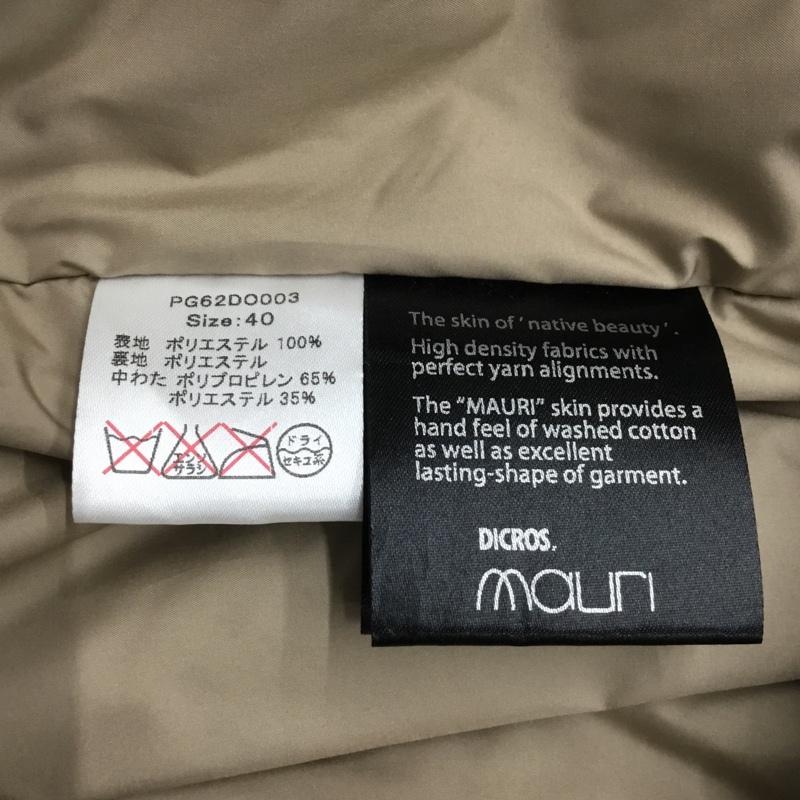 PG62DO003
Size:40
表地 ポリエステル 100%
裏地 ポリエステル
中わた ポリプロピレン 65%
ポリエステル 35%
エンソ
サラシ
ドライ
セキユ系
The skin of ‘native beauty’.
High density fabrics with
perfect yarn alignments.
The “MAURI” skin provides a
hand feel of washed cotton
as well as excellent
lasting-shape of garment.
DICROS.
mauri